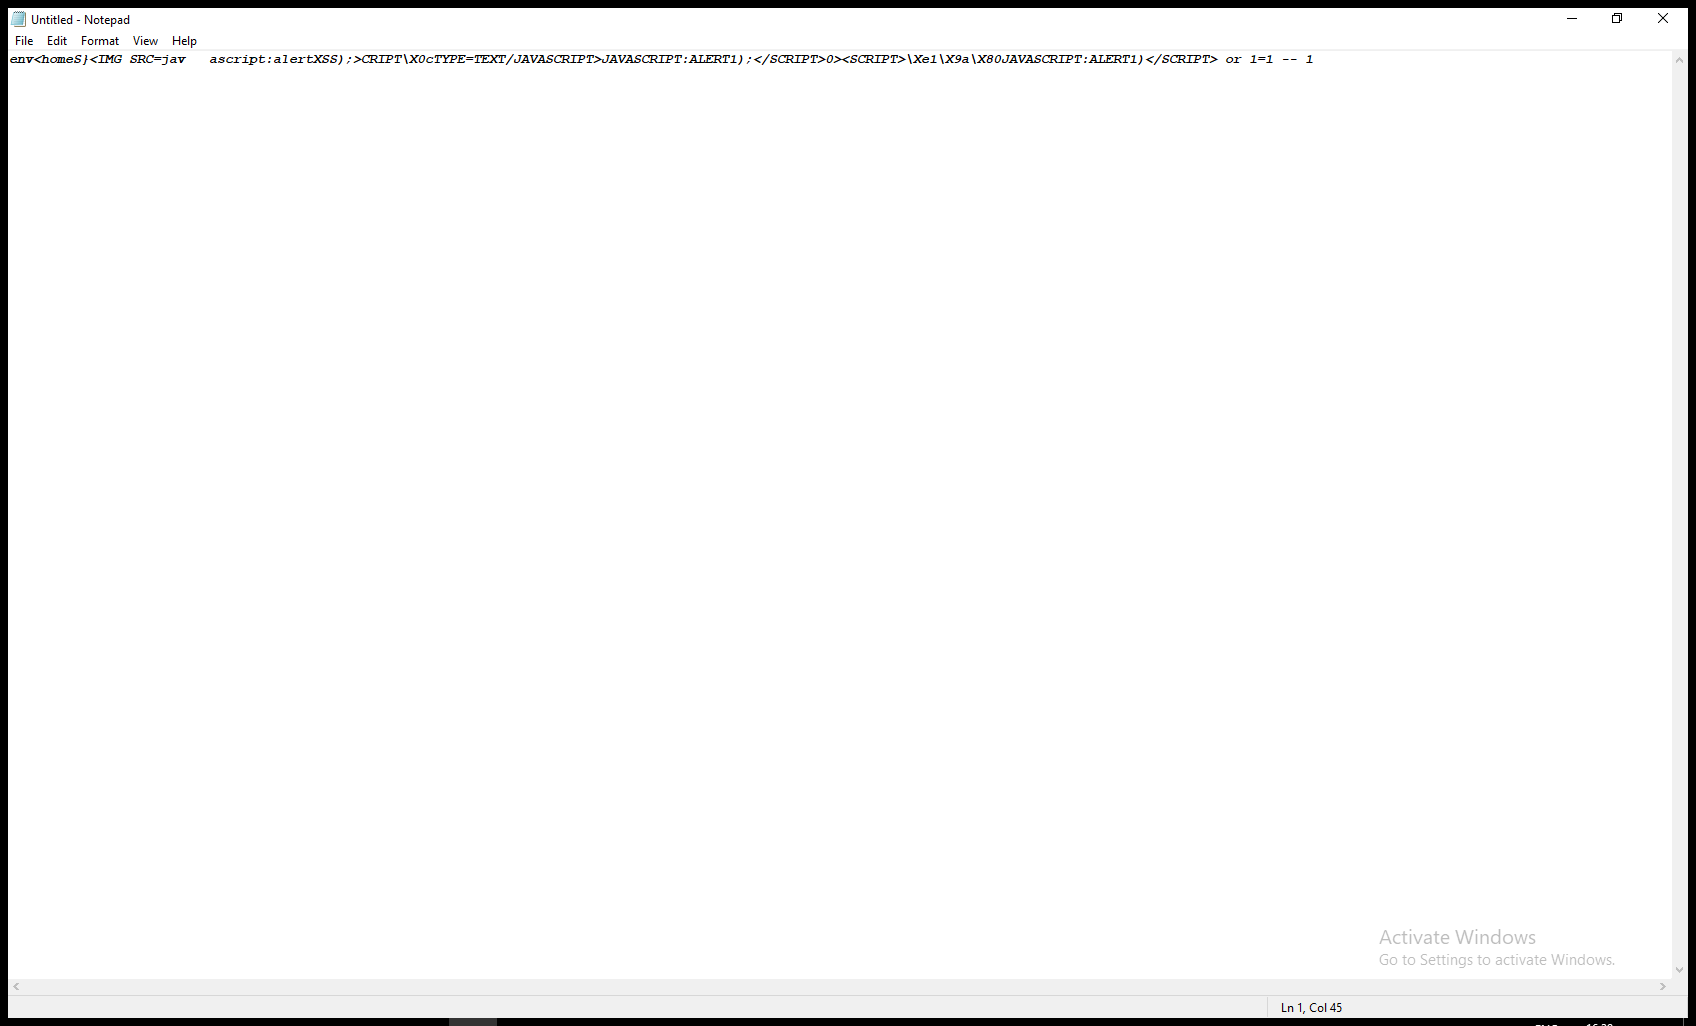 Untitled - Notepad
File Edit Format View Help
env<homeS}<IMG SRC=jav   ascript:alertXSS);>CRIPT\X0cTYPE=TEXT/JAVASCRIPT>JAVASCRIPT:ALERT1);</SCRIPT>0><SCRIPT>\Xe1\X9a\X80JAVASCRIPT:ALERT1)</SCRIPT> or 1=1 -- 1
Activate Windows
Go to Settings to activate Windows.
Ln 1, Col 45